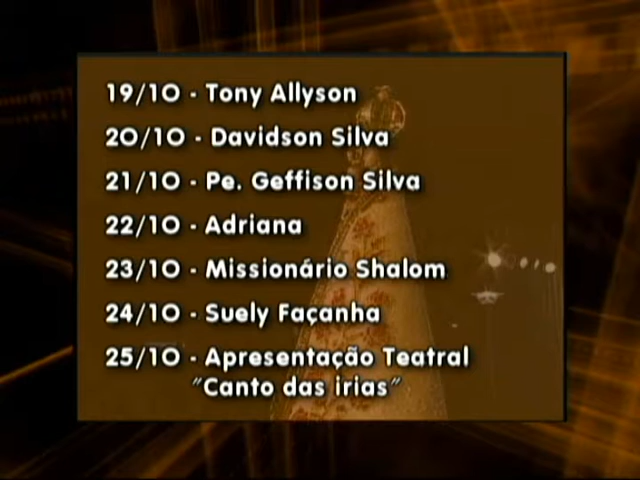 19/10 - Tony Allyson
20/10 - Davidson Silva
21/10 - Pe. Geffison Silva
22/10 - Adriana
23/10 - Missionário Shalom
24/10 - Suely Façanha
25/10 - Apresentação Teatral
"Canto das irias"